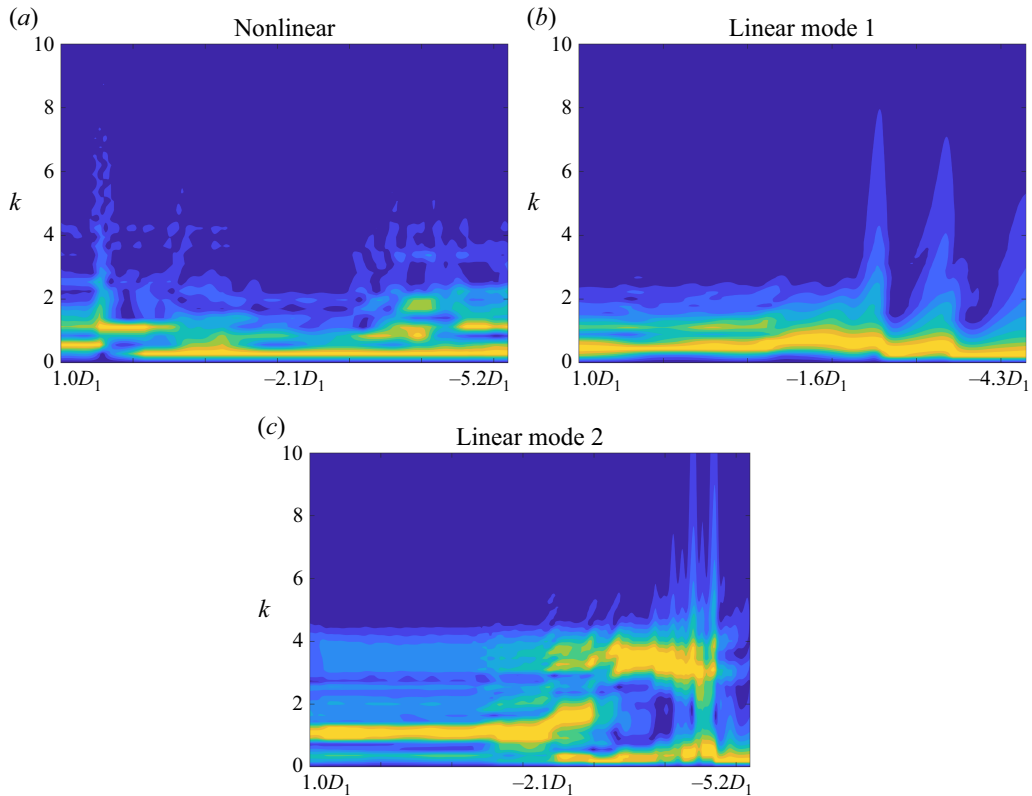 (a)
Nonlinear
10
8
6
k
4
2
0
1.0D₁ −2.1D₁ −5.2D₁
(b)
Linear mode 1
10
8
6
k
4
2
0
1.0D₁ −1.6D₁ −4.3D₁
(c)
Linear mode 2
10
8
6
k
4
2
0
1.0D₁ −2.1D₁ −5.2D₁